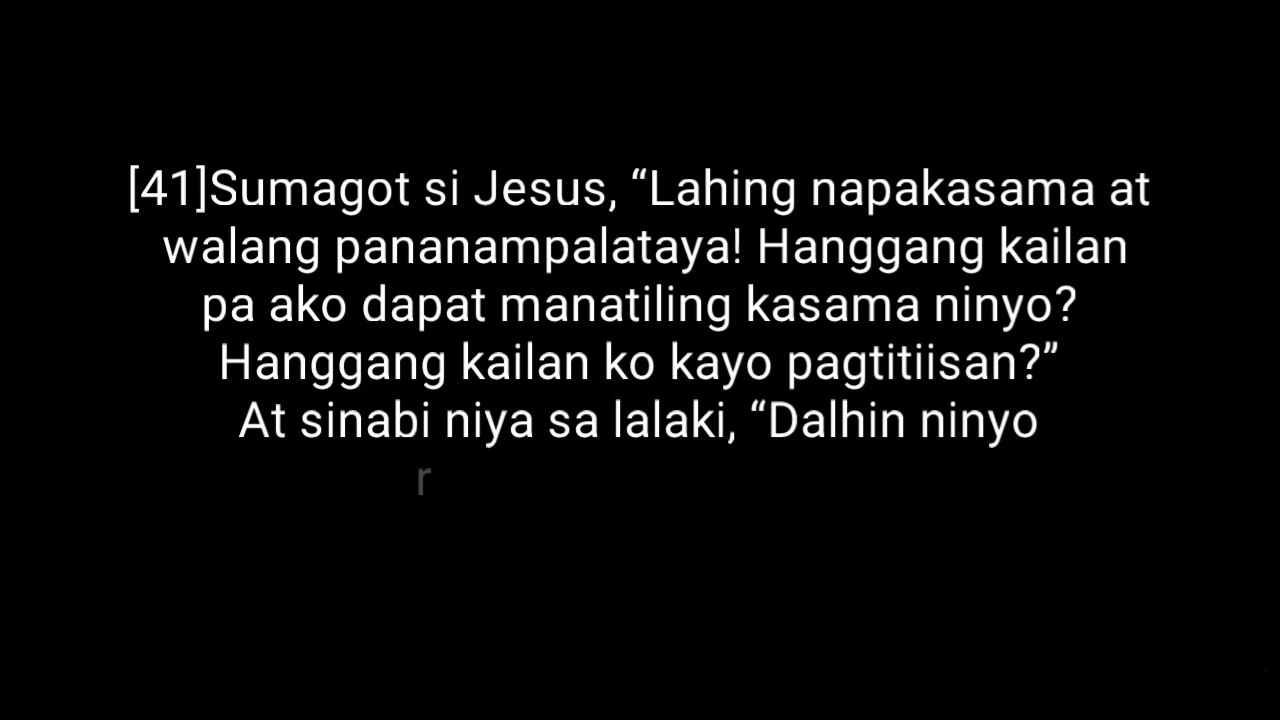 [41]Sumagot si Jesus, “Lahing napakasama at
walang pananampalataya! Hanggang kailan
pa ako dapat manatiling kasama ninyo?
Hanggang kailan ko kayo pagtitiisan?”
At sinabi niya sa lalaki, “Dalhin ninyo
r